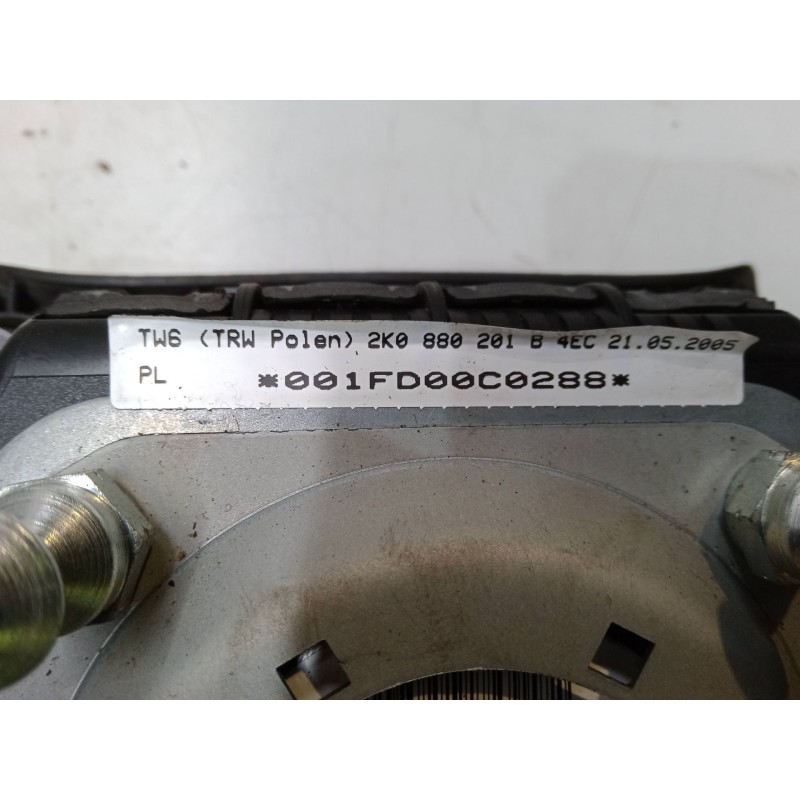 TW6 (TRW Polen) 2K0 880 201 B 4EC 21.05.2005
PL *001FD00C0288*